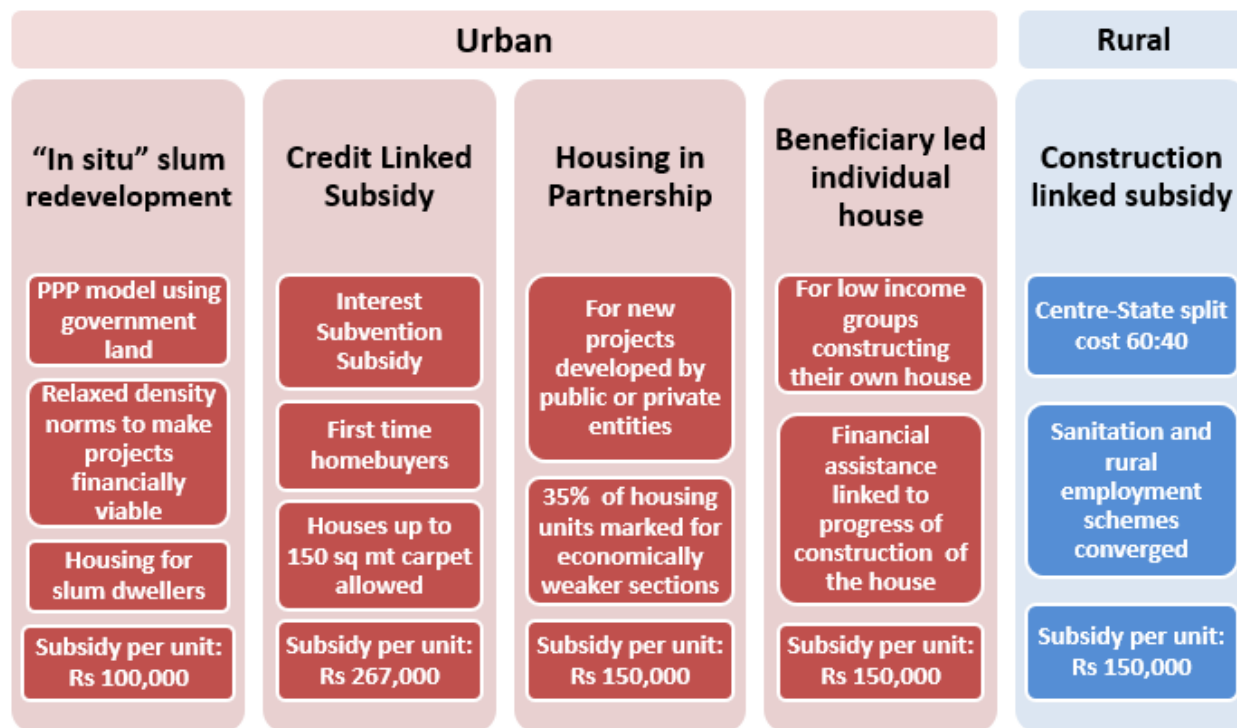 Urban
Rural
“In situ” slum
redevelopment
PPP model using
government
land
Relaxed density
norms to make
projects
financially
viable
Housing for
slum dwellers
Subsidy per unit:
Rs 100,000
Credit Linked
Subsidy
Interest
Subvention
Subsidy
First time
homebuyers
Houses up to
150 sq mt carpet
allowed
Subsidy per unit:
Rs 267,000
Housing in
Partnership
For new
projects
developed by
public or private
entities
35% of housing
units marked for
economically
weaker sections
Subsidy per unit:
Rs 150,000
Beneficiary led
individual
house
For low income
groups
constructing
their own house
Financial
assistance
linked to
progress of
construction of
the house
Subsidy per unit:
Rs 150,000
Construction
linked subsidy
Centre-State split
cost 60:40
Sanitation and
rural
employment
schemes
converged
Subsidy per unit:
Rs 150,000